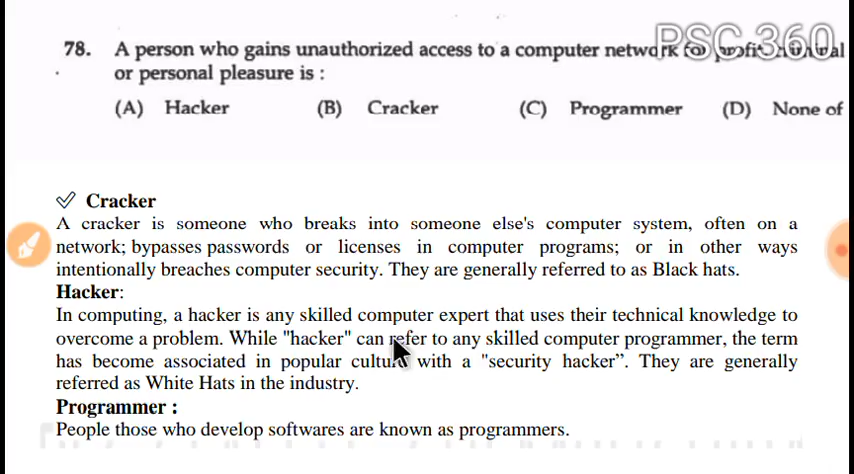 PSC 360
78. A person who gains unauthorized access to a computer network for profit, criminal
or personal pleasure is :
(A) Hacker (B) Cracker (C) Programmer (D) None of
Cracker
A cracker is someone who breaks into someone else's computer system, often on a
network; bypasses passwords or licenses in computer programs; or in other ways
intentionally breaches computer security. They are generally referred to as Black hats.
Hacker:
In computing, a hacker is any skilled computer expert that uses their technical knowledge to
overcome a problem. While "hacker" can refer to any skilled computer programmer, the term
has become associated in popular culture with a "security hacker”. They are generally
referred as White Hats in the industry.
Programmer :
People those who develop softwares are known as programmers.